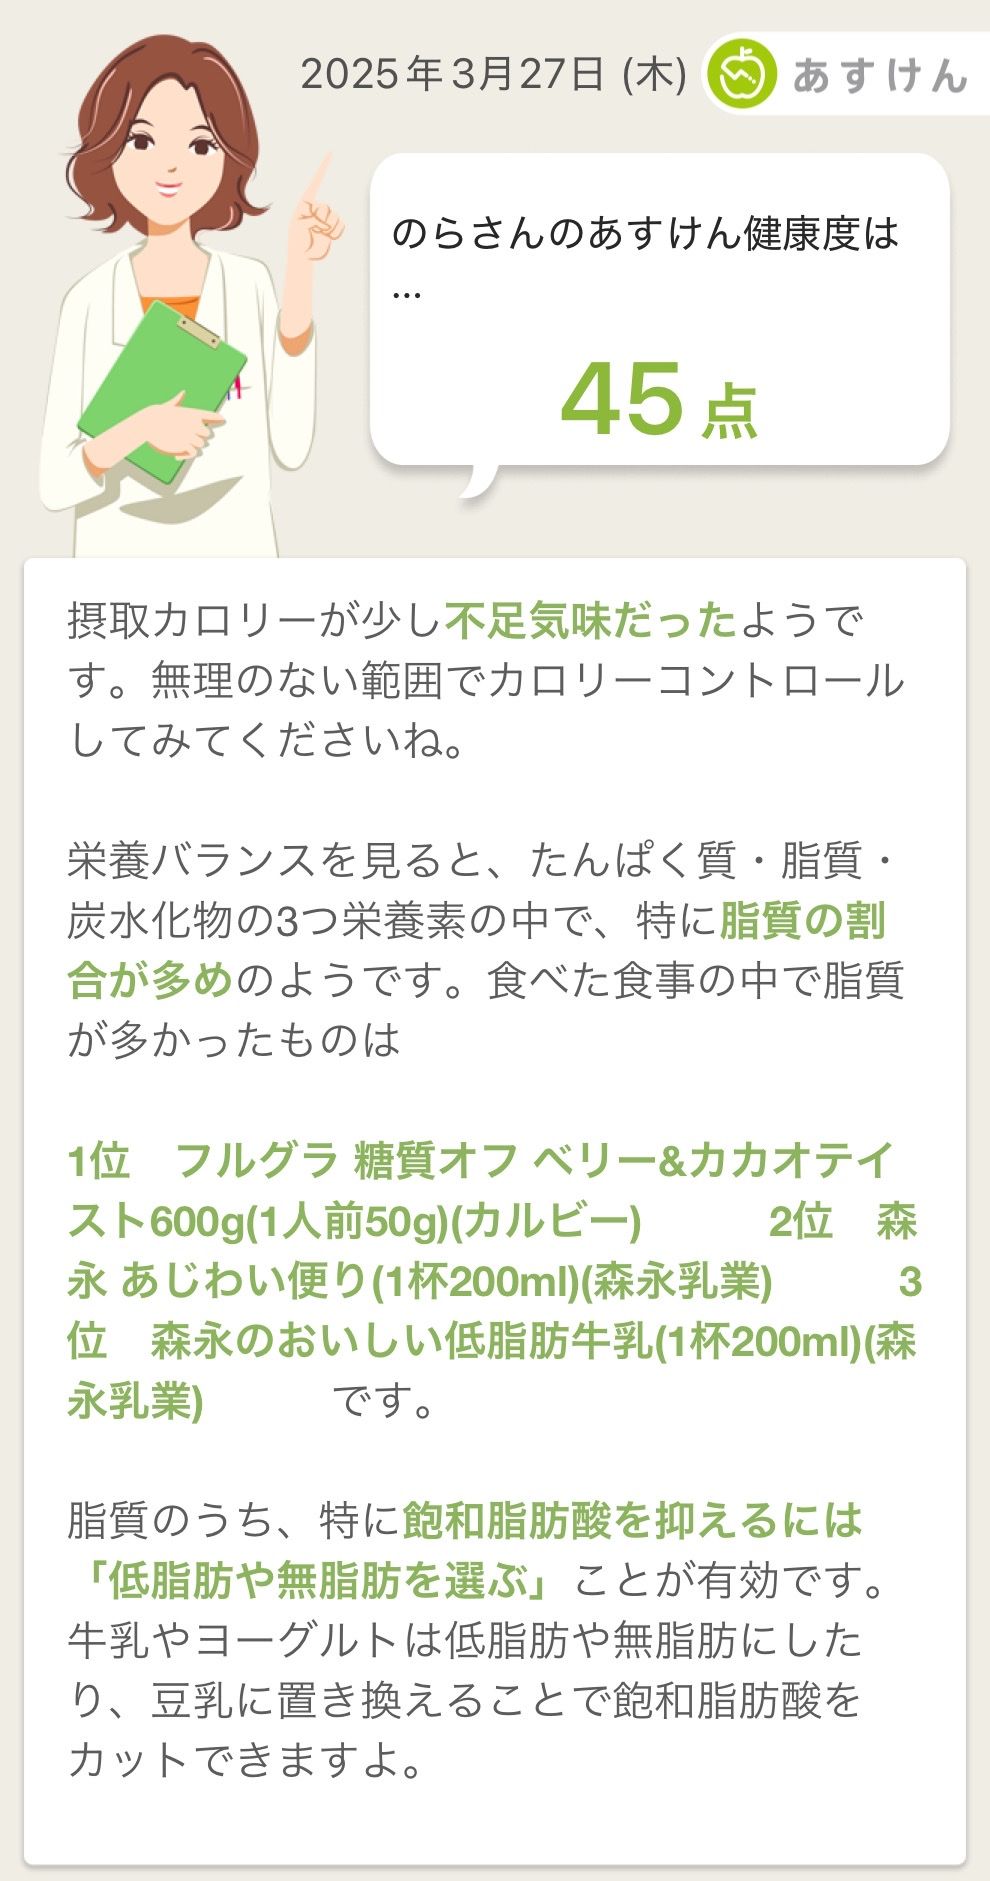 2025年3月27日 (木)
あすけん
のらさんのあすけん健康度は
...
45点
摂取カロリーが少し不足気味だったようで
す。無理のない範囲でカロリーコントロール
してみてくださいね。
栄養バランスを見ると、たんぱく質・脂質・
炭水化物の3つ栄養素の中で、特に脂質の割
合が多めのようです。食べた食事の中で脂質
が多かったものは
1位　フルグラ 糖質オフ ベリー&カカオテイ
スト600g(1人前50g)(カルビー)　　　2位　森
永 あじわい便り(1杯200ml)(森永乳業)　　　3
位　森永のおいしい低脂肪牛乳(1杯200ml)(森
永乳業)　　　です。
脂質のうち、特に飽和脂肪酸を抑えるには
「低脂肪や無脂肪を選ぶ」ことが有効です。
牛乳やヨーグルトは低脂肪や無脂肪にした
り、豆乳に置き換えることで飽和脂肪酸を
カットできますよ。